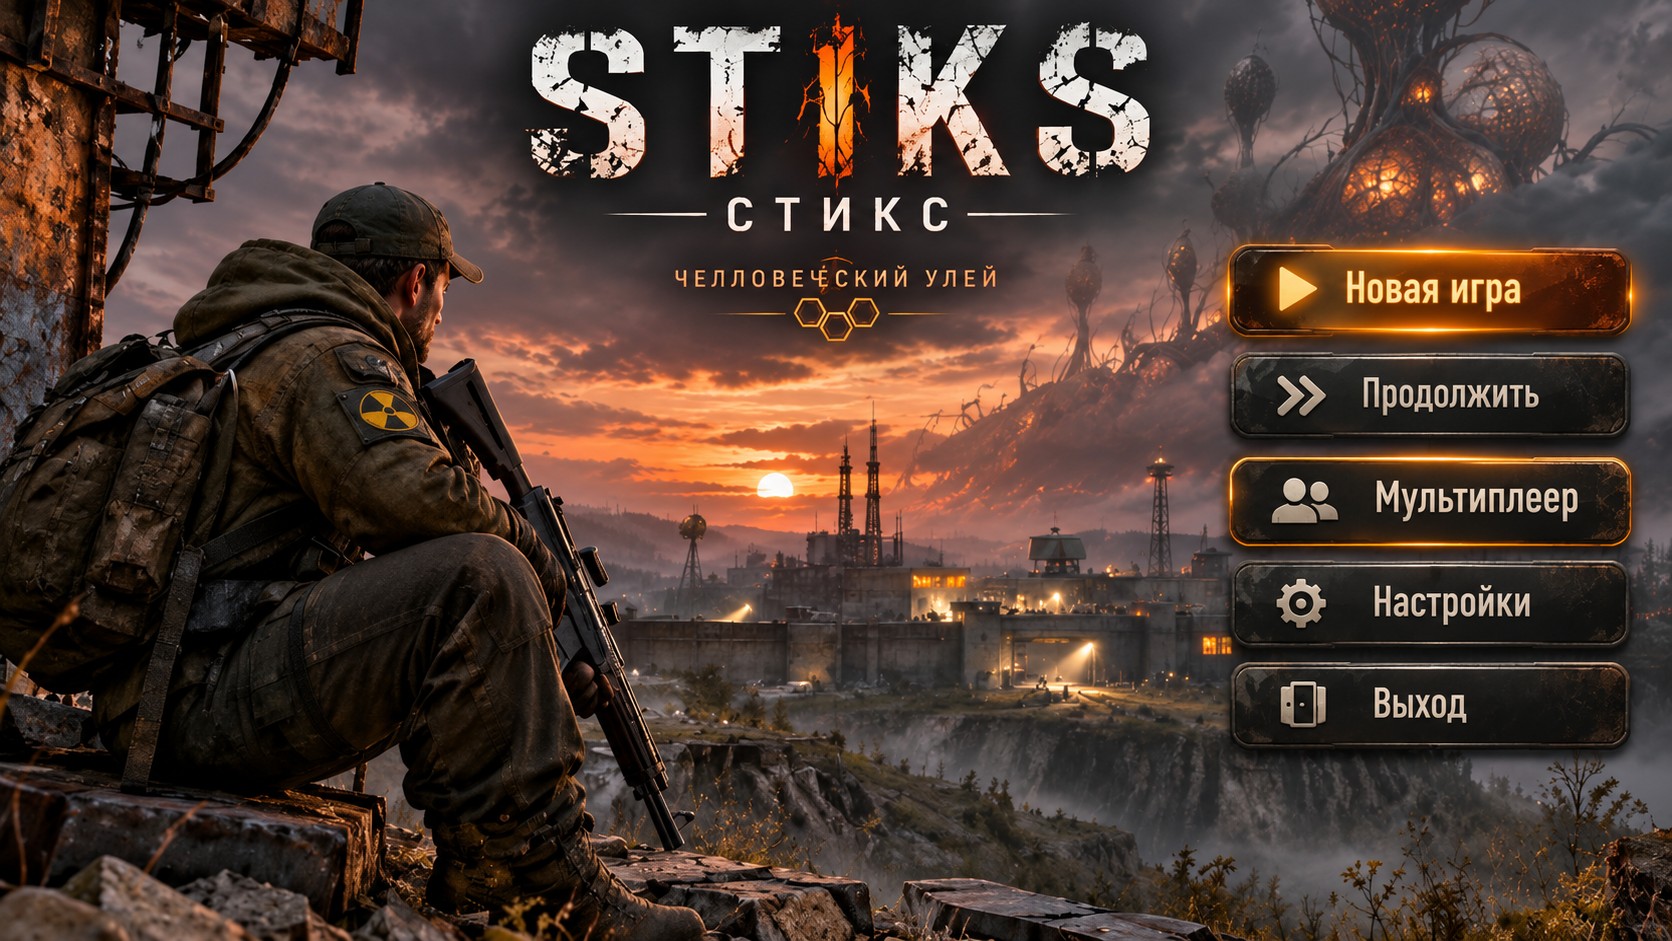 STIKS
СТИКС
ЧЕЛЛОВЕЧЕСКИЙ УЛЕЙ
Новая игра
Продолжить
Мультиплеер
Настройки
Выход